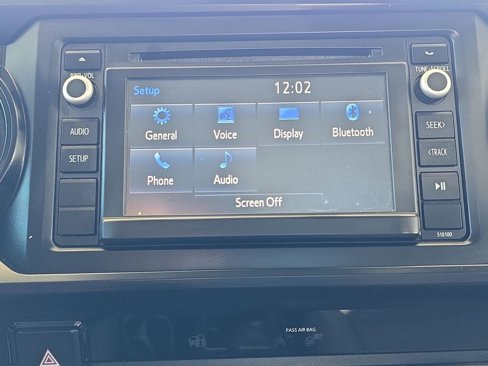 PWR•VOL
TUNE•SCROLL
Setup
12:02
General
Voice
Display
Bluetooth
Phone
Audio
Screen Off
AUDIO
SETUP
SEEK>
<TRACK
510100
PASS AIR BAG